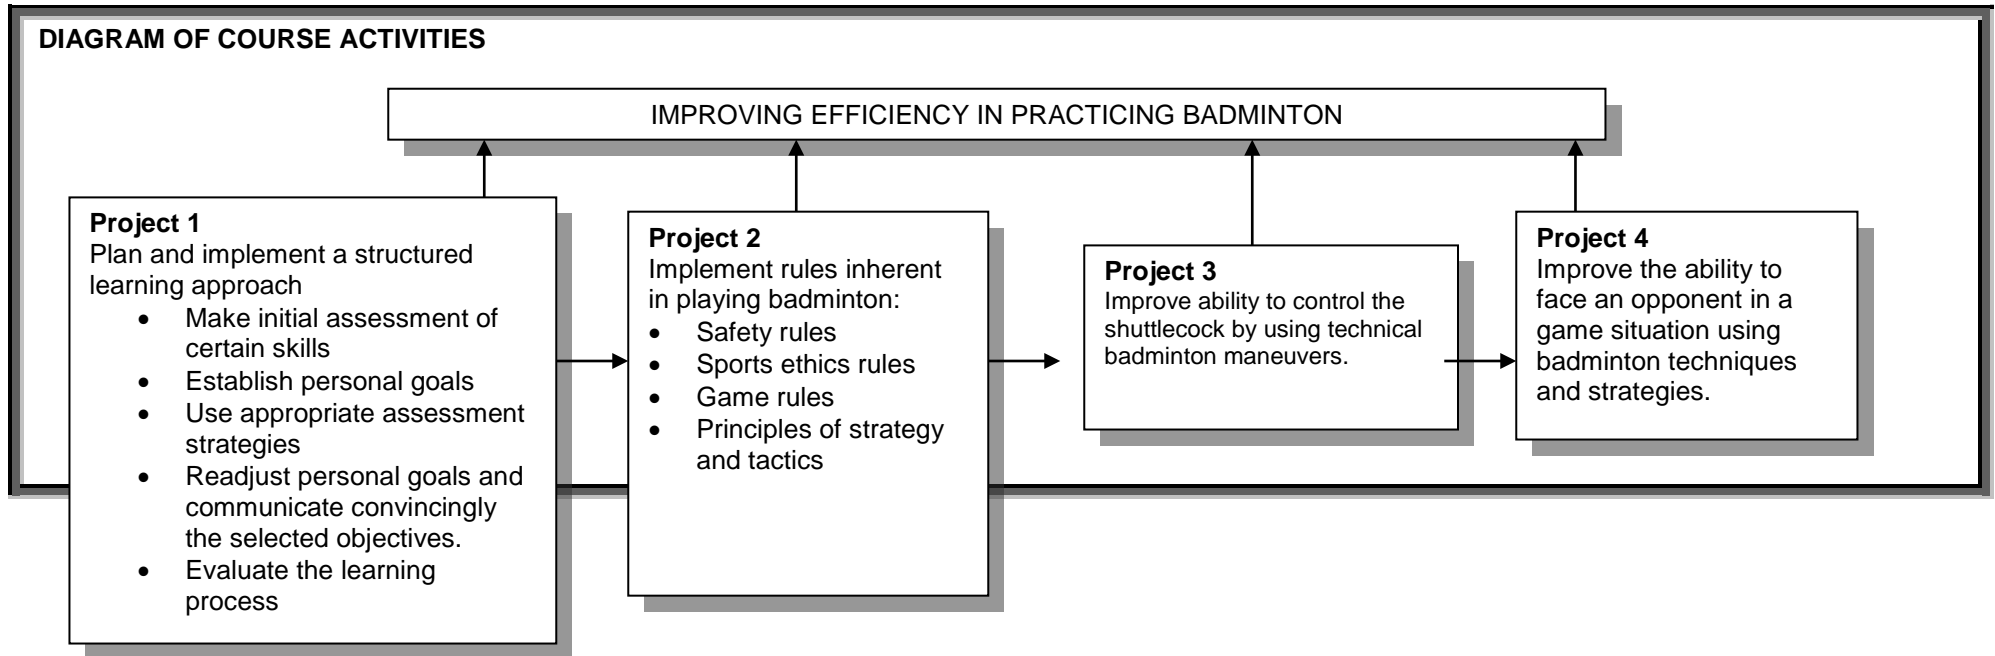 DIAGRAM OF COURSE ACTIVITIES
IMPROVING EFFICIENCY IN PRACTICING BADMINTON
Project 1
Plan and implement a structured
learning approach
• Make initial assessment of
certain skills
• Establish personal goals
• Use appropriate assessment
strategies
• Readjust personal goals and
communicate convincingly
the selected objectives.
• Evaluate the learning
process
Project 2
Implement rules inherent
in playing badminton:
• Safety rules
• Sports ethics rules
• Game rules
• Principles of strategy
and tactics
Project 3
Improve ability to control the
shuttlecock by using technical
badminton maneuvers.
Project 4
Improve the ability to
face an opponent in a
game situation using
badminton techniques
and strategies.